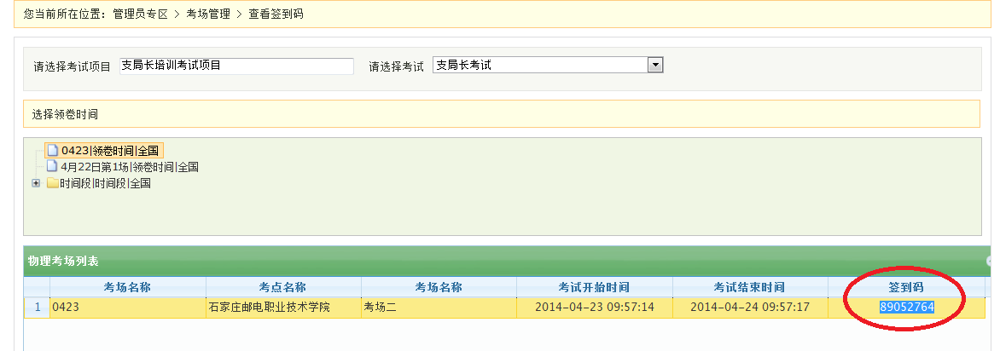 您当前所在位置: 管理员专区 > 考场管理 > 查看签到码
请选择考试项目 支局长培训考试项目 请选择考试 支局长考试
选择领卷时间
0423|领卷时间|全国
4月22日第1场|领卷时间|全国
时间段|时间段|全国
物理考场列表
考场名称 考点名称 考场名称 考试开始时间 考试结束时间 签到码
1 0423 石家庄邮电职业技术学院 考场二 2014-04-23 09:57:14 2014-04-24 09:57:17 89052764